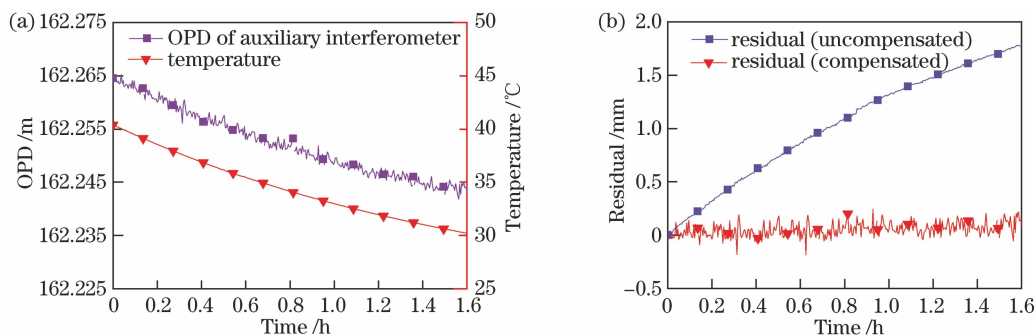 (a)
162.275
162.265
162.255
162.245
162.235
162.225
OPD /m
OPD of auxiliary interferometer
temperature
50
45
40
35
30
25
Temperature /℃
0 0.2 0.4 0.6 0.8 1.0 1.2 1.4 1.6
Time /h
(b)
2.0
1.5
1.0
0.5
0
−0.5
Residual /mm
residual (uncompensated)
residual (compensated)
0 0.2 0.4 0.6 0.8 1.0 1.2 1.4 1.6
Time /h